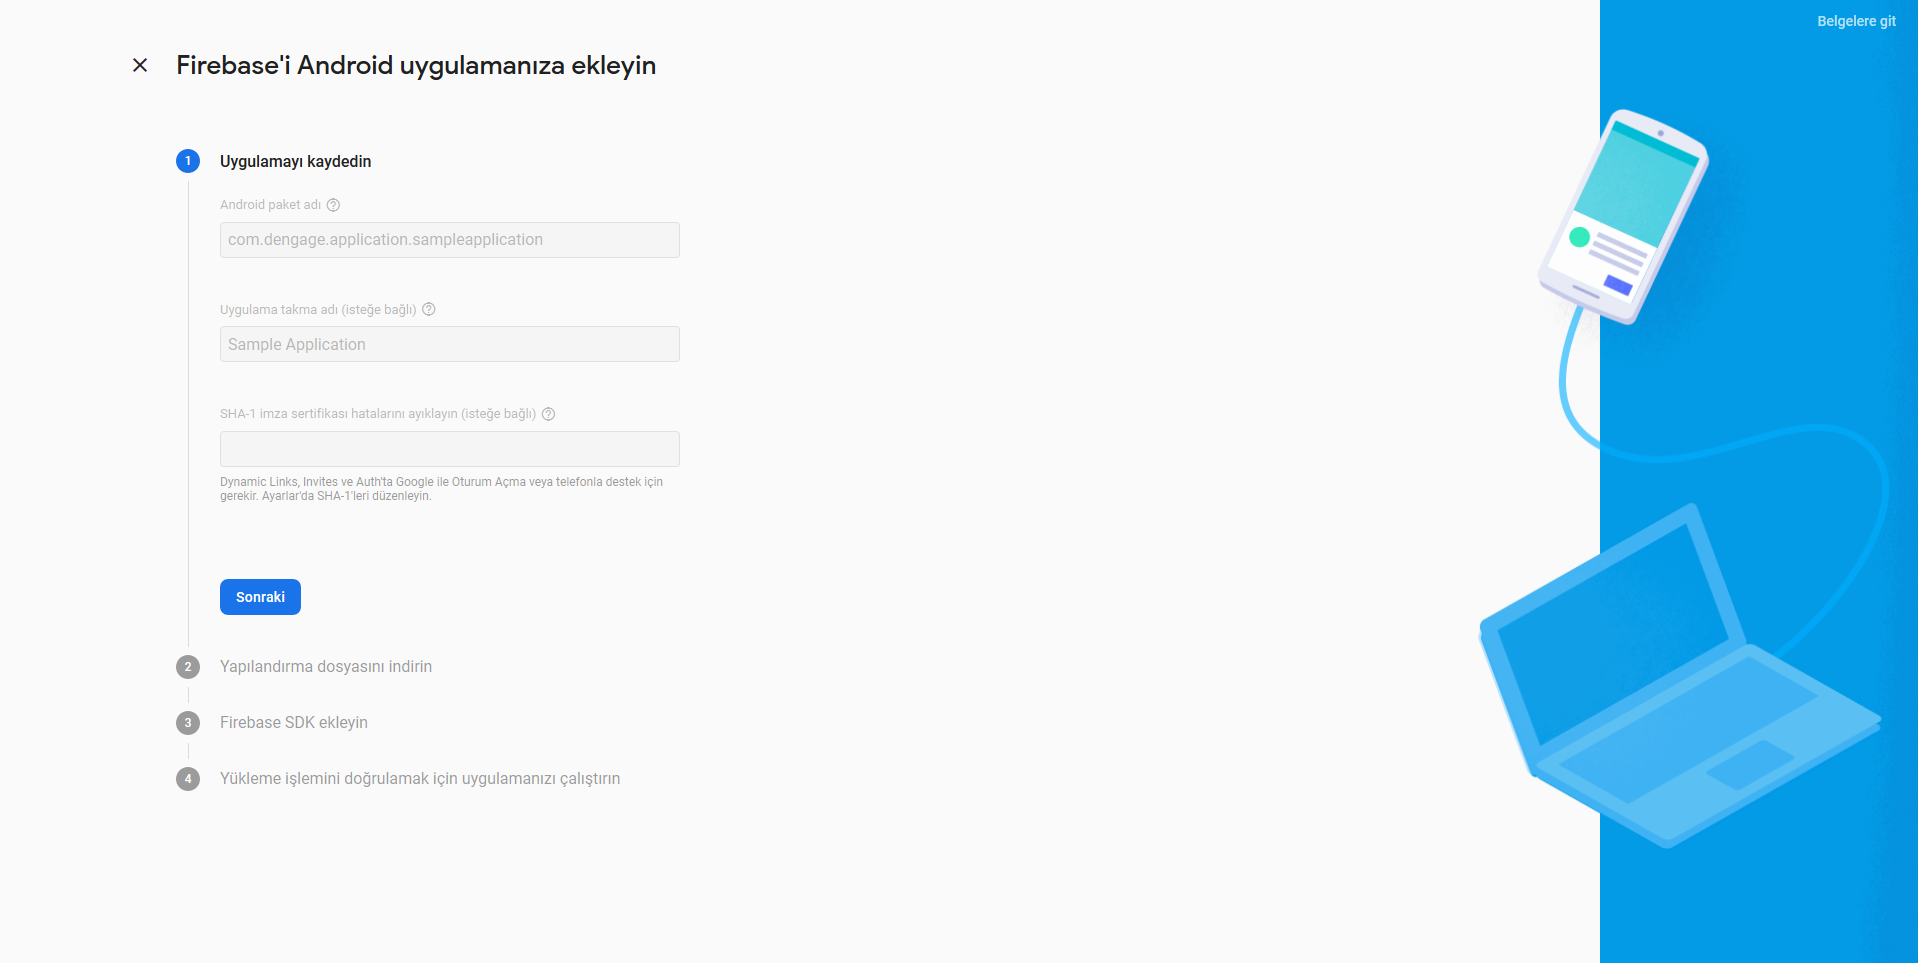 Belgelere git
Firebase'i Android uygulamanıza ekleyin
1 Uygulamayı kaydedin
Android paket adı ?
com.dengage.application.sampleapplication
Uygulama takma adı (isteğe bağlı) ?
Sample Application
SHA-1 imza sertifikası hatalarını ayıklayın (isteğe bağlı) ?
Dynamic Links, Invites ve Auth'ta Google ile Oturum Açma veya telefonla destek için
gerekir. Ayarlar'da SHA-1'leri düzenleyin.
Sonraki
2 Yapılandırma dosyasını indirin
3 Firebase SDK ekleyin
4 Yükleme işlemini doğrulamak için uygulamanızı çalıştırın